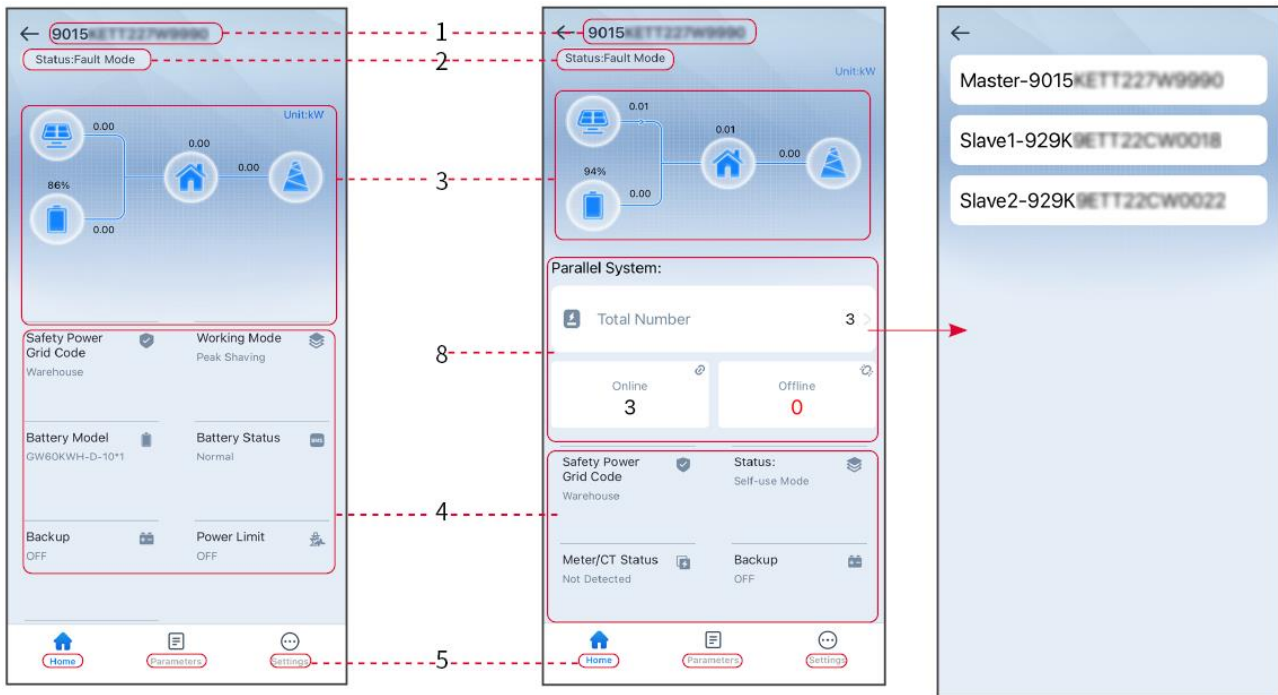 9015
Status:Fault Mode
Unit:kW
0.00
0.00
0.00
86%
0.00
Safety Power
Grid Code
Warehouse
Working Mode
Peak Shaving
Battery Model
GW60KWH-D-10*1
Battery Status
BMS
Normal
Backup
OFF
Power Limit
OFF
Home
Parameters
Settings
1
2
3
8
4
5
9015
Status:Fault Mode
Unit:kW
0.01
0.01
0.00
94%
0.00
Parallel System:
Total Number
3
Online
3
Offline
0
Safety Power
Grid Code
Warehouse
Status:
Self-use Mode
Meter/CT Status
Not Detected
Backup
OFF
Home
Parameters
Settings
Master-9015
Slave1-929K
Slave2-929K